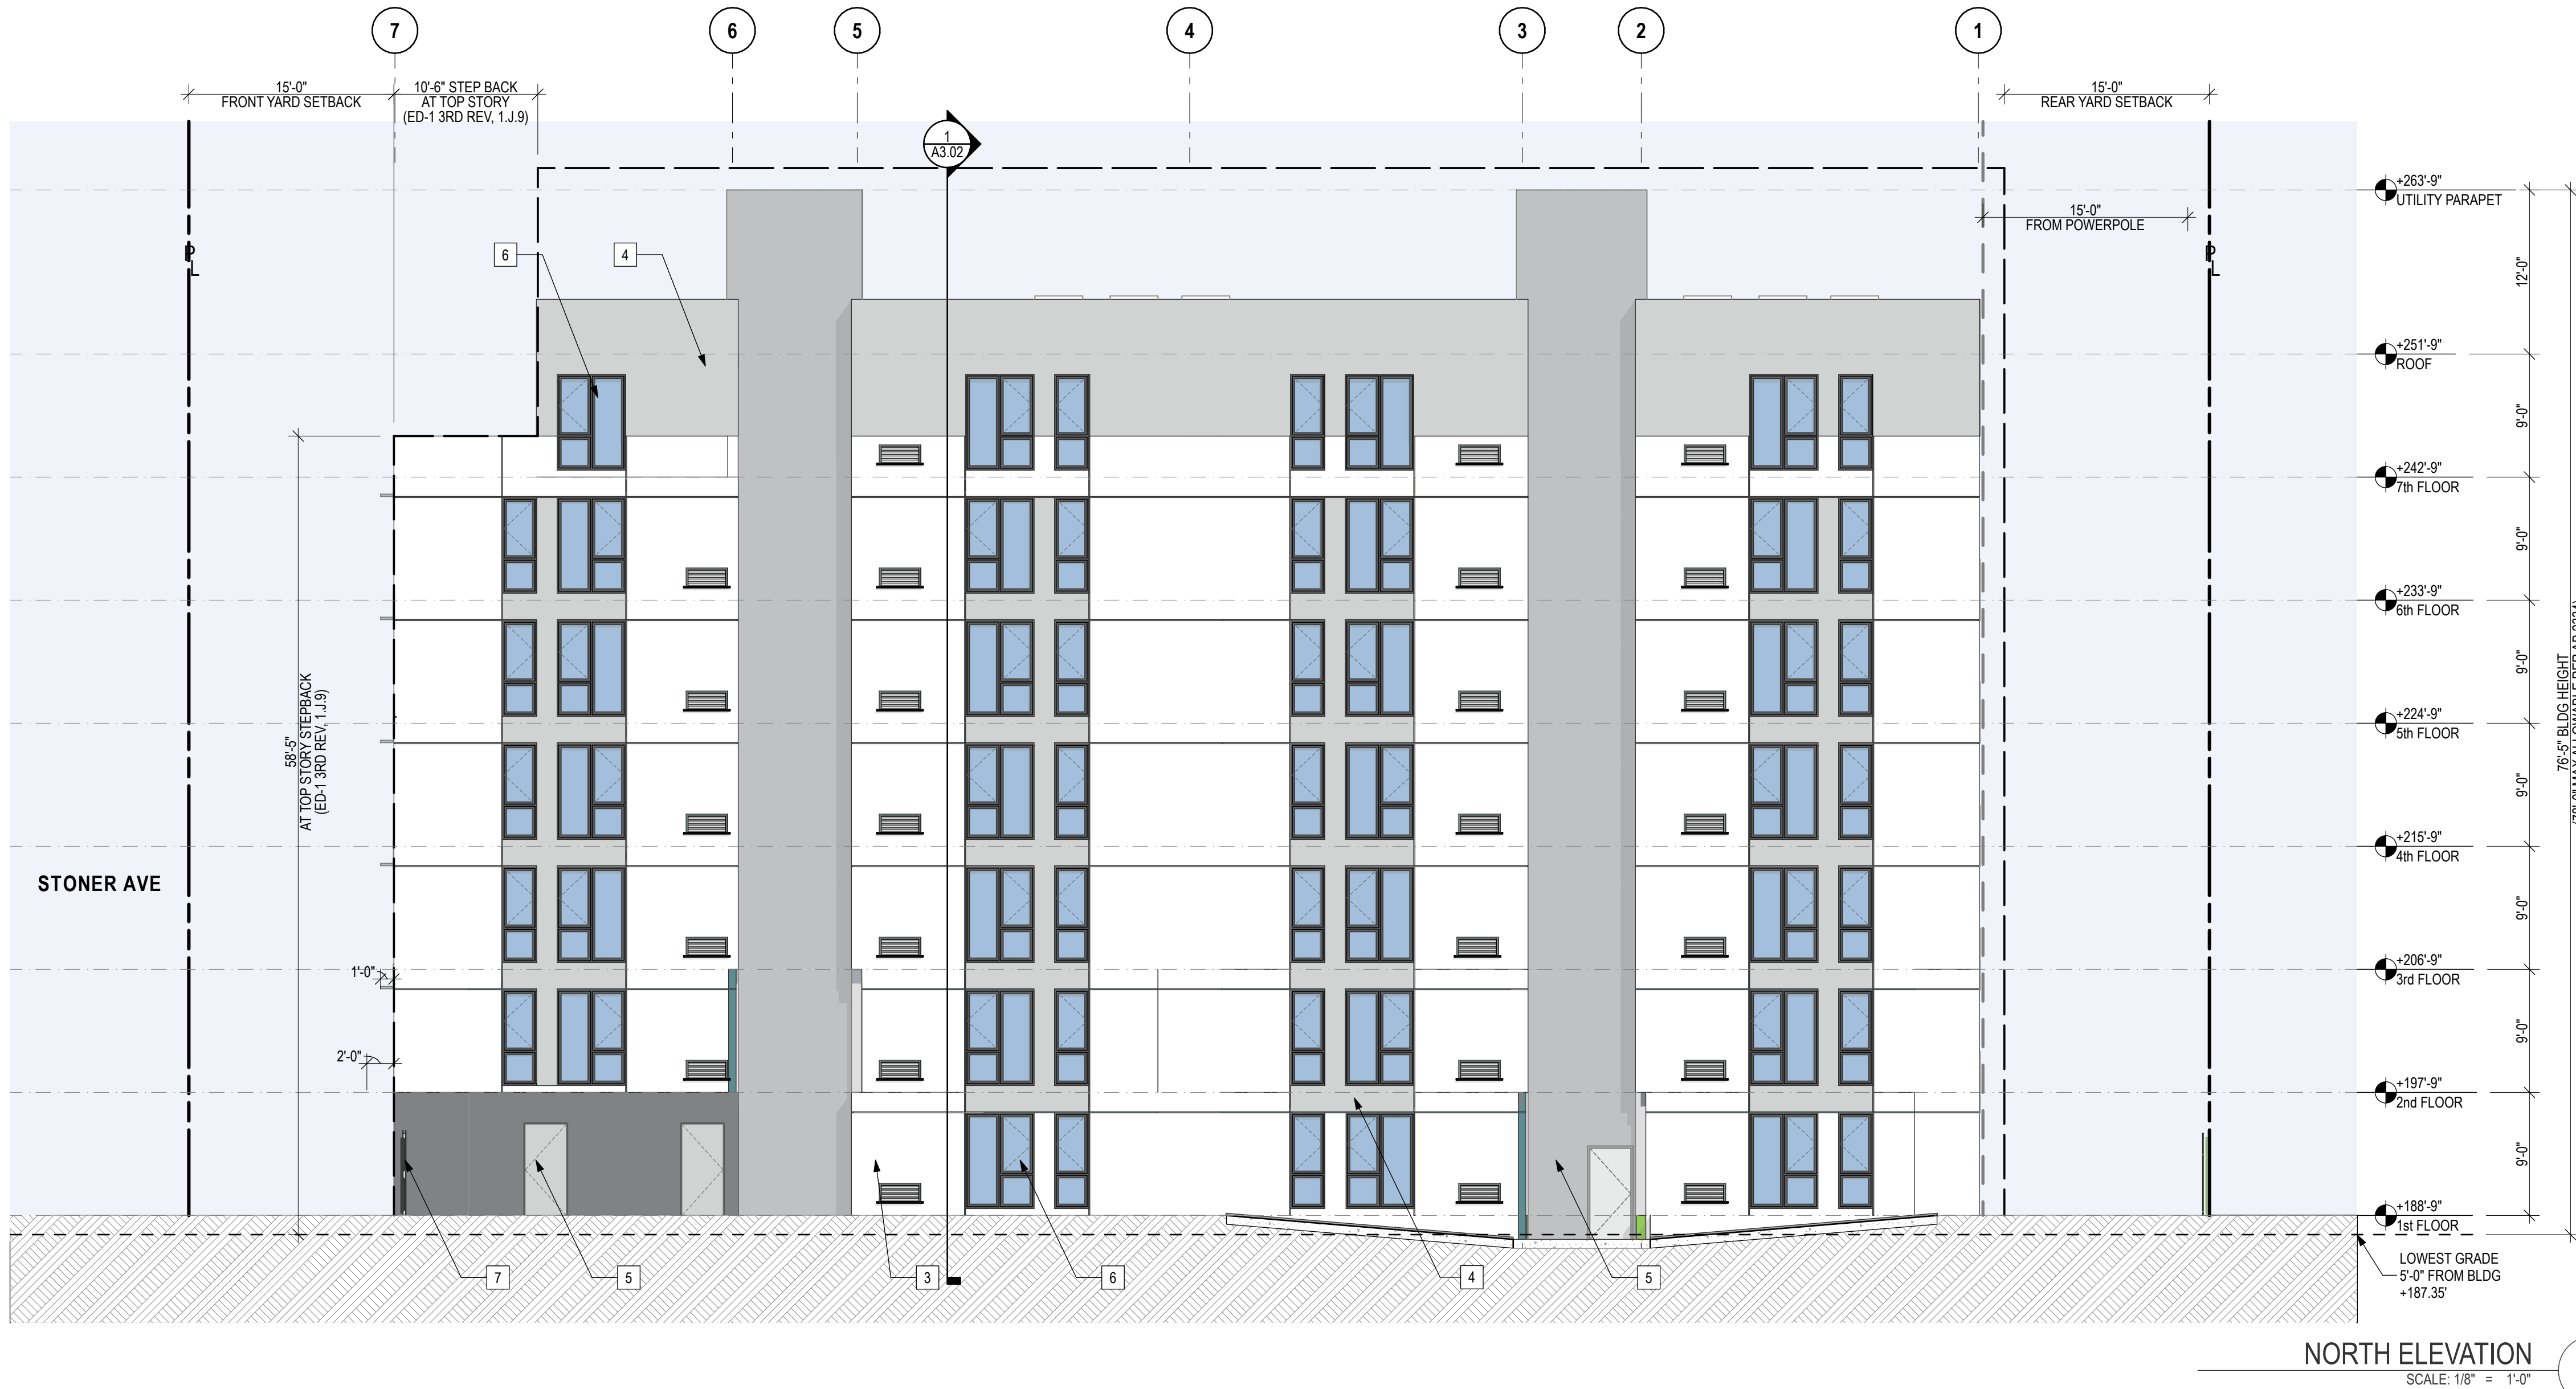 7
6
5
4
3
2
1
15'-0"
FRONT YARD SETBACK
10'-6" STEP BACK
AT TOP STORY
(ED-1 3RD REV, 1.J.9)
15'-0"
REAR YARD SETBACK
1
A3.02
+263'-9"
UTILITY PARAPET
15'-0"
FROM POWERPOLE
PL
PL
6
4
12'-0"
+251'-9"
ROOF
9'-0"
+242'-9"
7th FLOOR
9'-0"
+233'-9"
6th FLOOR
9'-0"
+224'-9"
5th FLOOR
9'-0"
+215'-9"
4th FLOOR
9'-0"
+206'-9"
3rd FLOOR
9'-0"
+197'-9"
2nd FLOOR
9'-0"
+188'-9"
1st FLOOR
76'-5" BLDG HEIGHT
58'-5"
AT TOP STORY STEPBACK
(ED-1 3RD REV, 1.J.9)
STONER AVE
1'-0"
2'-0"
7
5
3
6
4
5
LOWEST GRADE
5'-0" FROM BLDG
+187.35'
NORTH ELEVATION
SCALE: 1/8" = 1'-0"